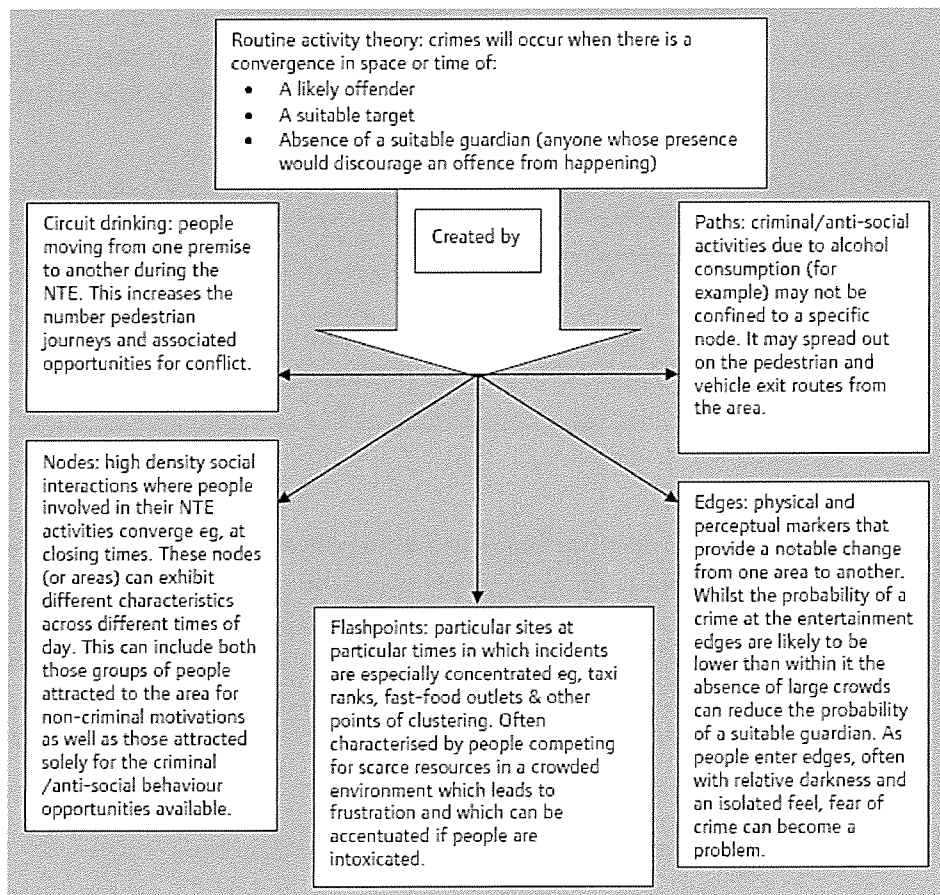 Routine activity theory: crimes will occur when there is a
convergence in space or time of:
• A likely offender
• A suitable target
• Absence of a suitable guardian (anyone whose presence
would discourage an offence from happening)
Created by
Circuit drinking: people
moving from one premise
to another during the
NTE. This increases the
number pedestrian
journeys and associated
opportunities for conflict.
Paths: criminal/anti-social
activities due to alcohol
consumption (for
example) may not be
confined to a specific
node. It may spread out
on the pedestrian and
vehicle exit routes from
the area.
Nodes: high density social
interactions where people
involved in their NTE
activities converge eg, at
closing times. These nodes
(or areas) can exhibit
different characteristics
across different times of
day. This can include both
those groups of people
attracted to the area for
non-criminal motivations
as well as those attracted
solely for the criminal
/anti-social behaviour
opportunities available.
Flashpoints: particular sites at
particular times in which incidents
are especially concentrated eg, taxi
ranks, fast-food outlets & other
points of clustering. Often
characterised by people competing
for scarce resources in a crowded
environment which leads to
frustration and which can be
accentuated if people are
intoxicated.
Edges: physical and
perceptual markers that
provide a notable change
from one area to another.
Whilst the probability of a
crime at the entertainment
edges are likely to be
lower than within it the
absence of large crowds
can reduce the probability
of a suitable guardian. As
people enter edges, often
with relative darkness and
an isolated feel, fear of
crime can become a
problem.